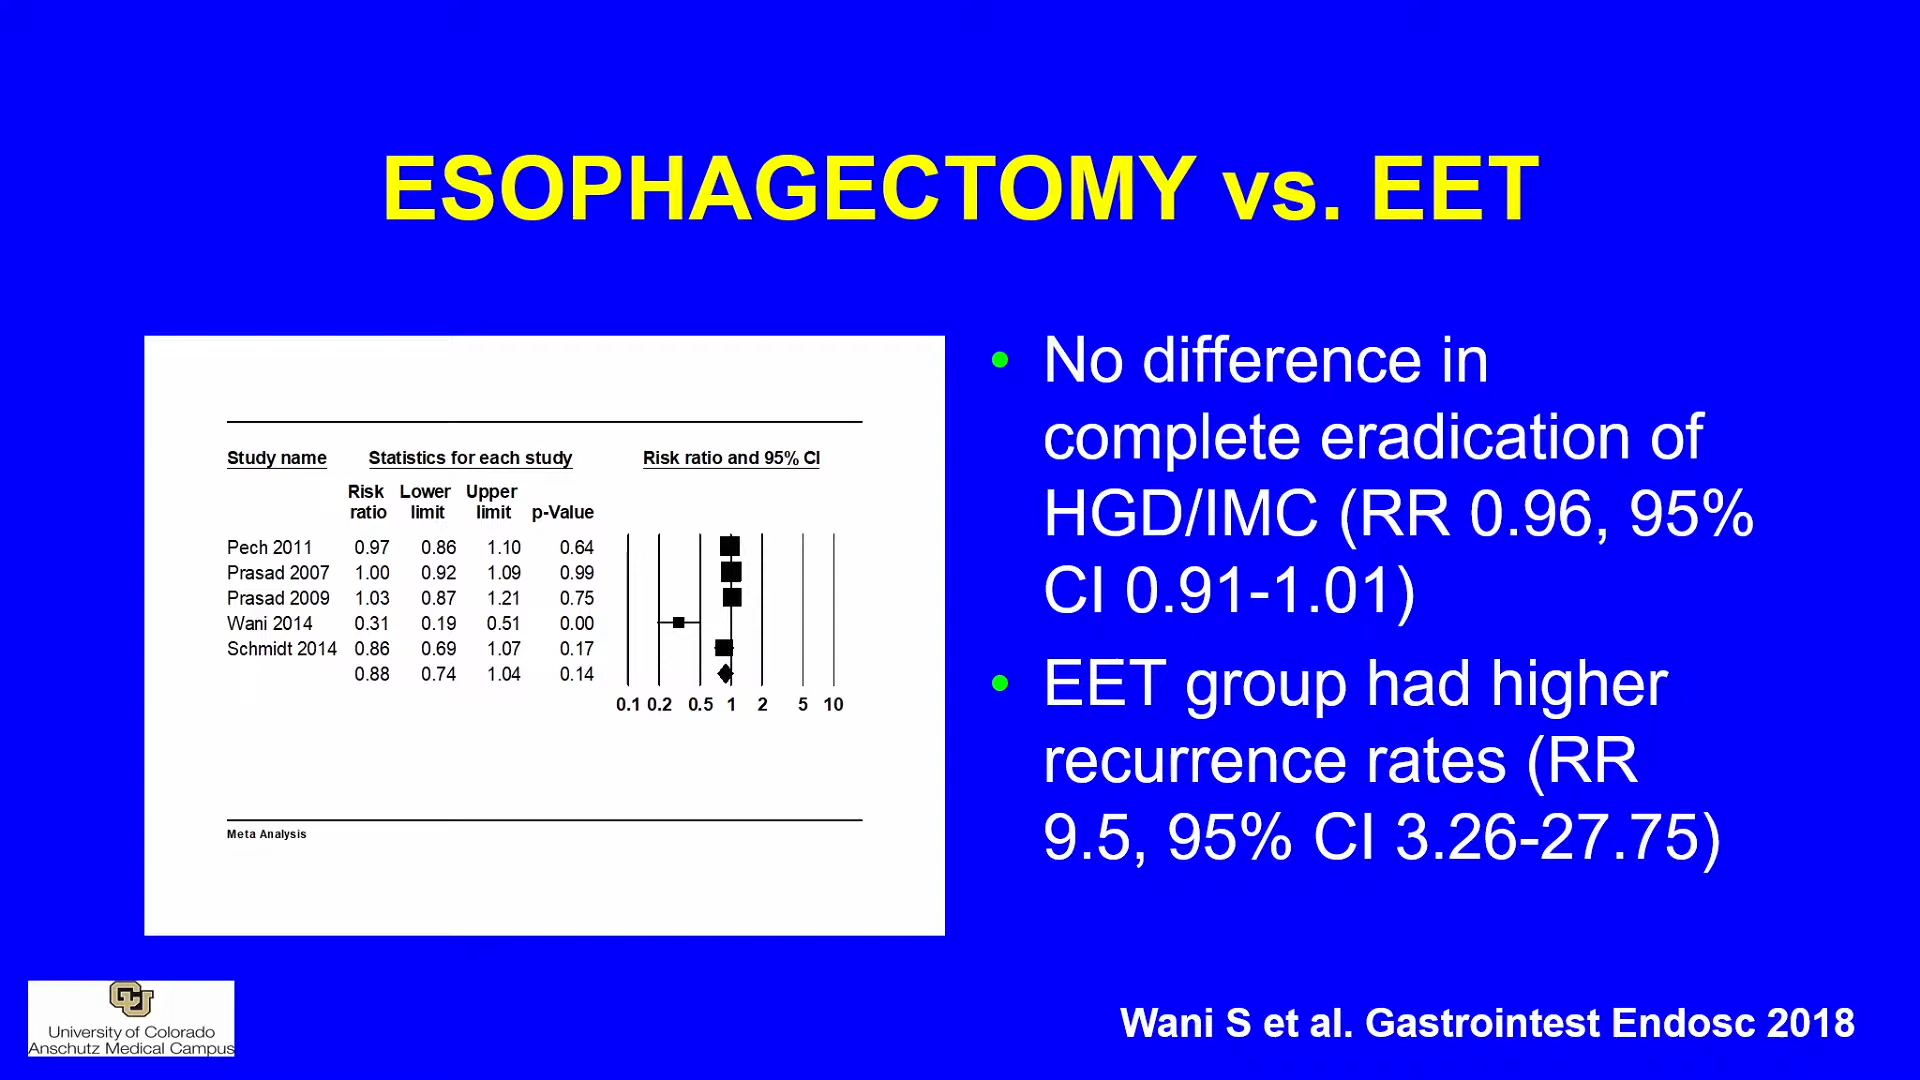 ESOPHAGECTOMY vs. EET
Study name Statistics for each study Risk ratio and 95% CI
Risk Lower Upper
ratio limit limit p-Value
Pech 2011 0.97 0.86 1.10 0.64
Prasad 2007 1.00 0.92 1.09 0.99
Prasad 2009 1.03 0.87 1.21 0.75
Wani 2014 0.31 0.19 0.51 0.00
Schmidt 2014 0.86 0.69 1.07 0.17
0.88 0.74 1.04 0.14
0.1 0.2 0.5 1 2 5 10
Meta Analysis
• No difference in
complete eradication of
HGD/IMC (RR 0.96, 95%
CI 0.91-1.01)
• EET group had higher
recurrence rates (RR
9.5, 95% CI 3.26-27.75)
CU
University of Colorado
Anschutz Medical Campus
Wani S et al. Gastrointest Endosc 2018